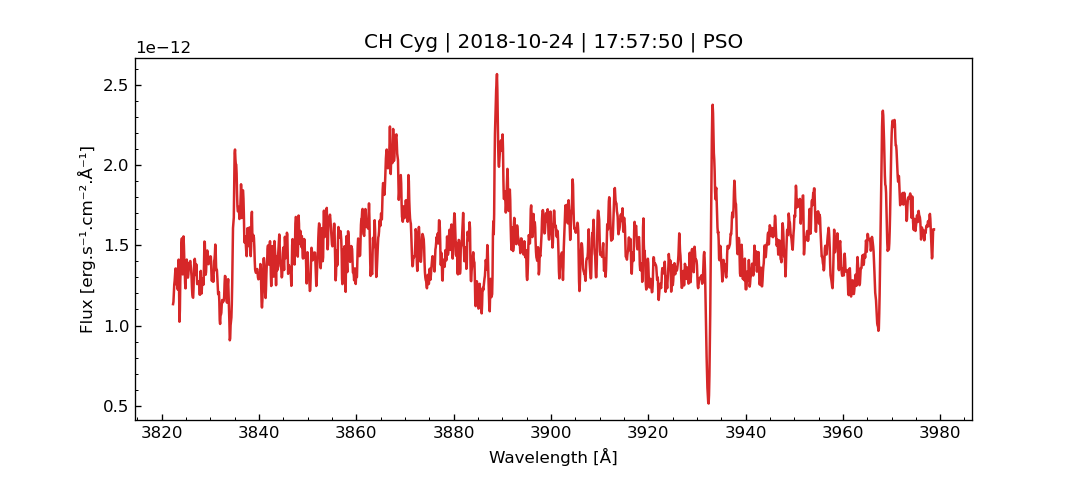 CH Cyg | 2018-10-24 | 17:57:50 | PSO
1e−12
2.5
2.0
1.5
1.0
0.5
Flux [erg.s⁻¹.cm⁻².Å⁻¹]
3820 3840 3860 3880 3900 3920 3940 3960 3980
Wavelength [Å]